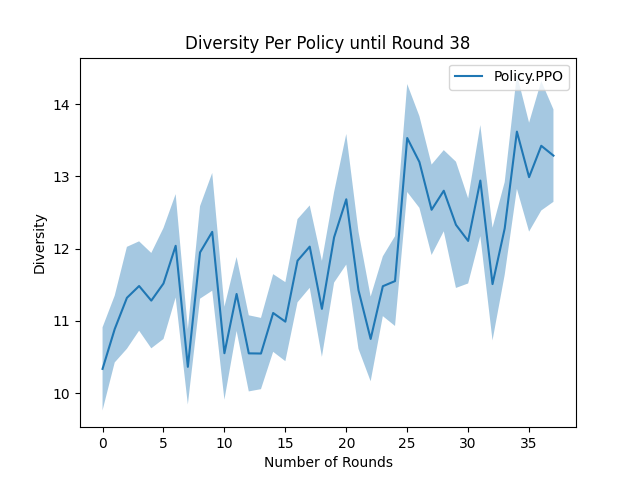 Diversity Per Policy until Round 38
Policy.PPO
Diversity
14
13
12
11
10
0 5 10 15 20 25 30 35
Number of Rounds